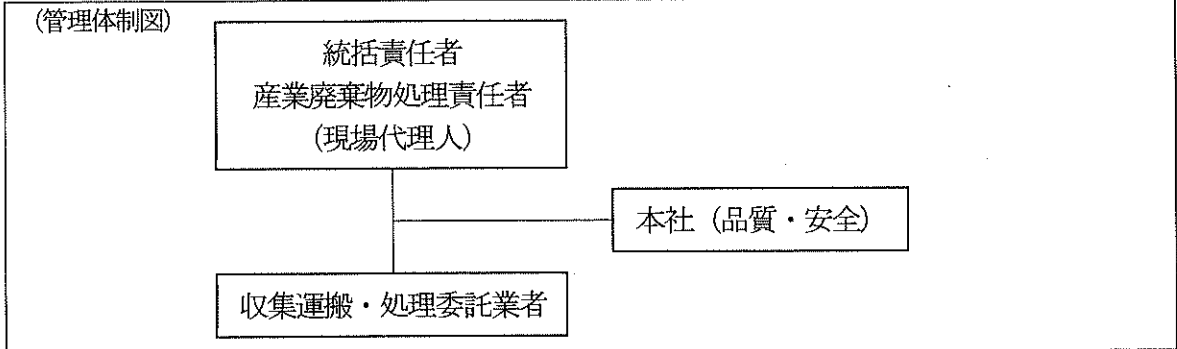 (管理体制図)
統括責任者
産業廃棄物処理責任者
(現場代理人)
本社（品質・安全）
収集運搬・処理委託業者